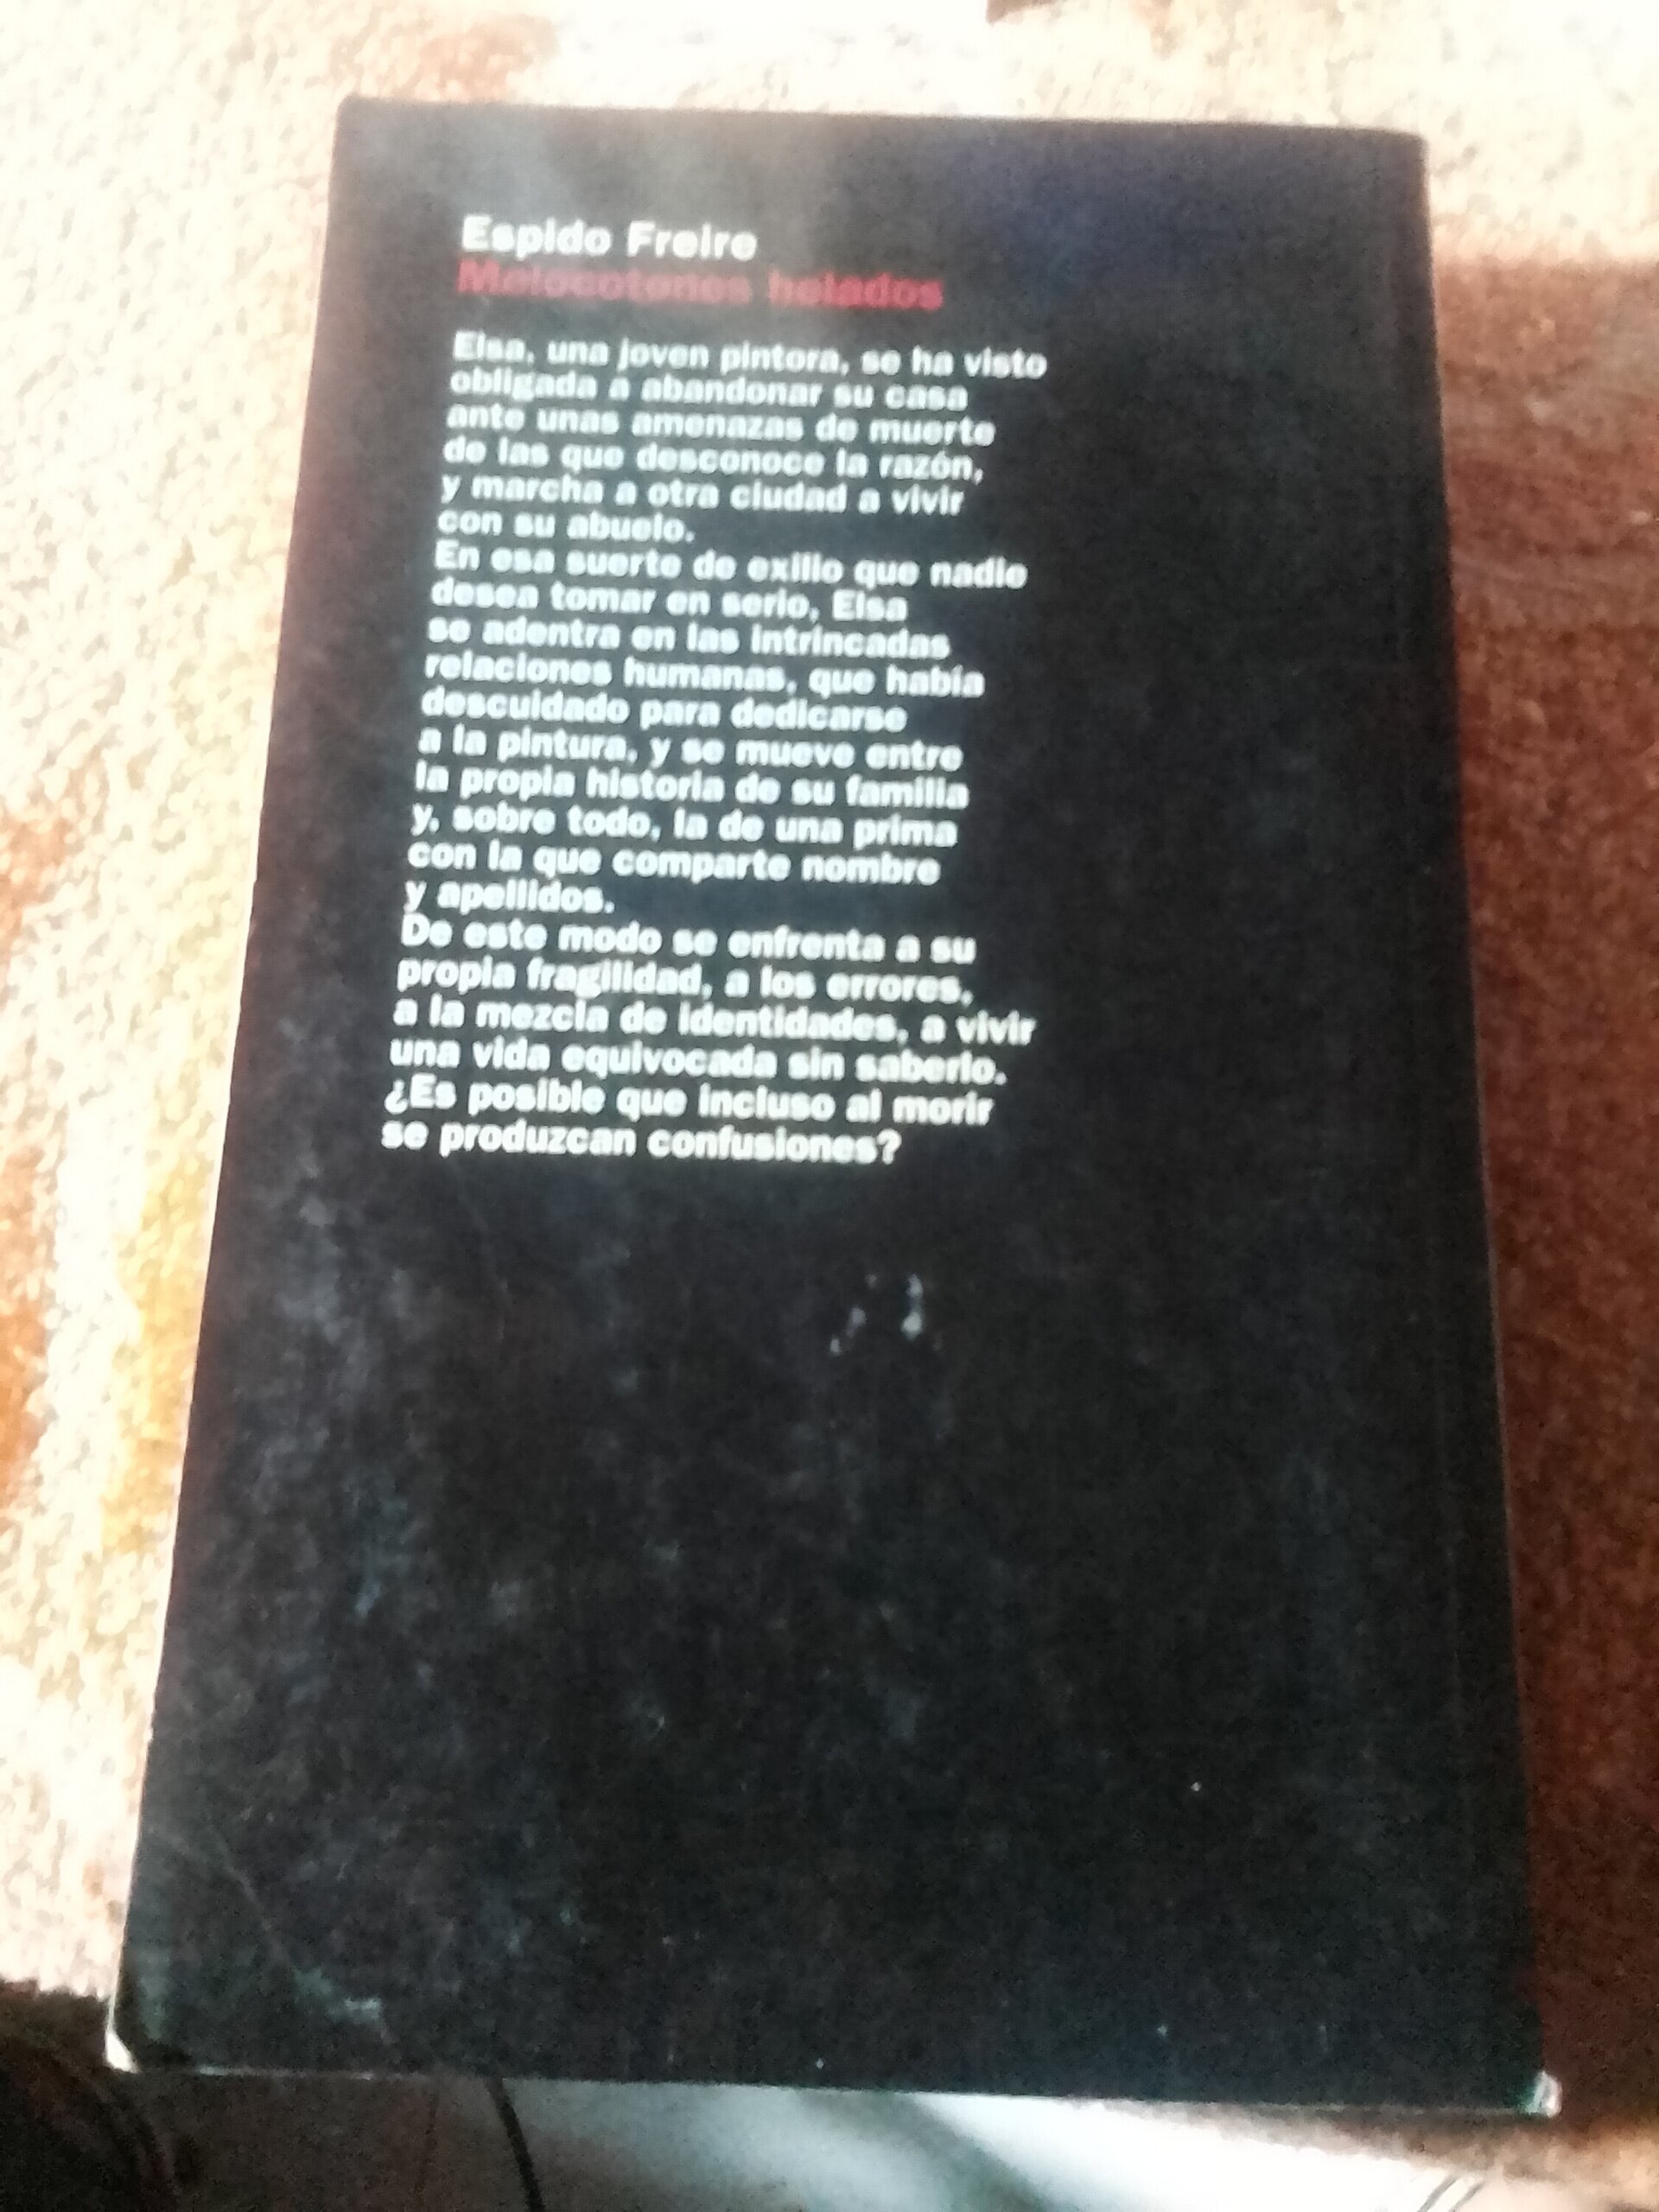 Espido Freire
Melocotones helados
Elsa, una joven pintora, se ha visto
obligada a abandonar su casa
ante unas amenazas de muerte
de las que desconoce la razón,
y marcha a otra ciudad a vivir
con su abuelo.
En esa suerte de exilio que nadie
desea tomar en serio, Elsa
se adentra en las intrincadas
relaciones humanas, que había
descuidado para dedicarse
a la pintura, y se mueve entre
la propia historia de su familia
y, sobre todo, la de una prima
con la que comparte nombre
y apellidos.
De este modo se enfrenta a su
propia fragilidad, a los errores,
a la mezcla de identidades, a vivir
una vida equivocada sin saberlo.
¿Es posible que incluso al morir
se produzcan confusiones?